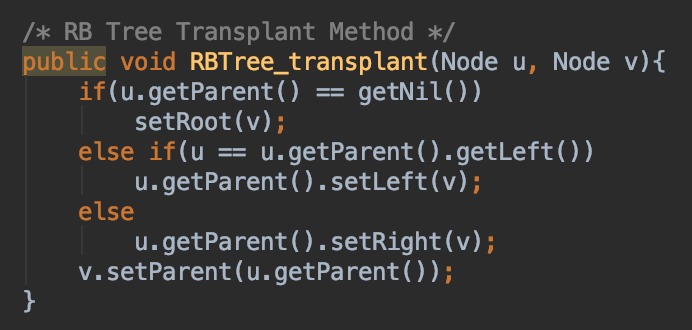 /* RB Tree Transplant Method */
public void RBTree_transplant(Node u, Node v){
    if(u.getParent() == getNil())
        setRoot(v);
    else if(u == u.getParent().getLeft())
        u.getParent().setLeft(v);
    else
        u.getParent().setRight(v);
    v.setParent(u.getParent());
}